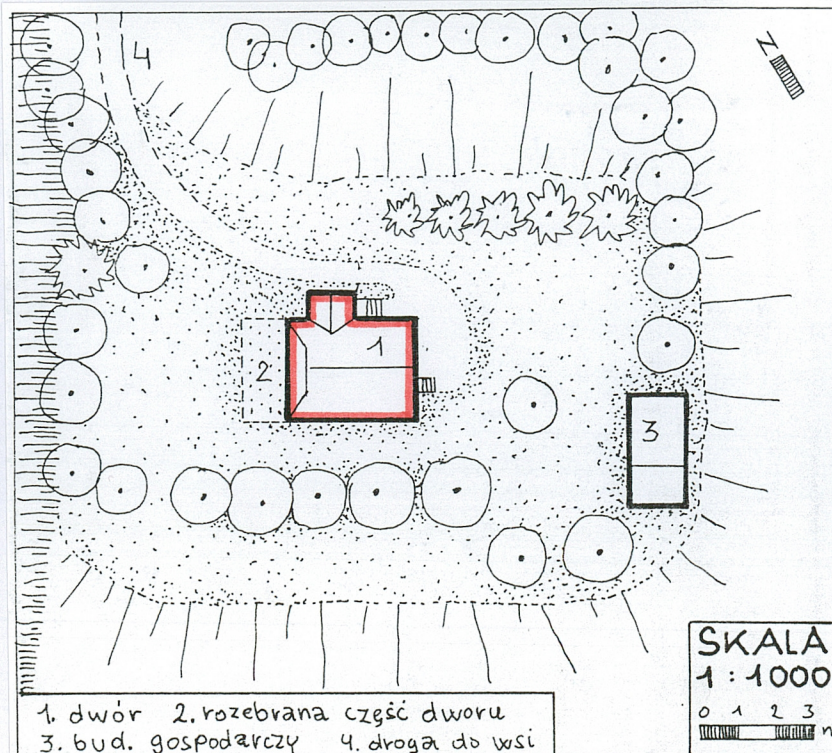 4
N
1
2
3
SKALA
1:1000
0 1 2 3
1. dwór 2. rozebrana część dworu
3. bud. gospodarczy 4. droga do wsi